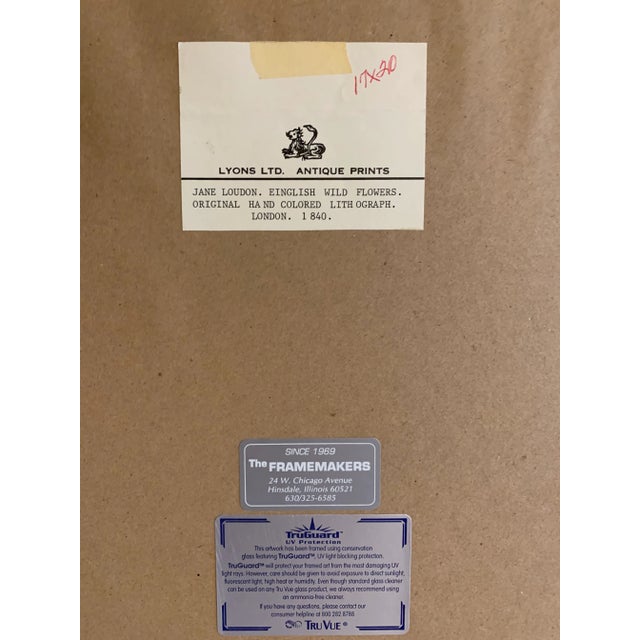 17x20
LYONS LTD. ANTIQUE PRINTS
JANE LOUDON. EINGLISH WILD FLOWERS.
ORIGINAL HAND COLORED LITHOGRAPH.
LONDON. 1840.
SINCE 1969
The FRAMEMAKERS
24 W. Chicago Avenue
Hinsdale, Illinois 60521
630/325-6585
TruGuard™
UV Protection
This artwork has been framed using conservation
glass featuring TruGuard™, UV light blocking protection.
TruGuard™ will protect your framed art from the most damaging UV
light rays. However, care should be given to avoid exposure to direct sunlight,
fluorescent light, high heat or humidity. Even though standard glass cleaner
can be used on any Tru Vue glass product, we always recommend using
an ammonia-free cleaner.
If you have any questions, please contact our
consumer helpline at 800 282 8788
TRU VUE ®